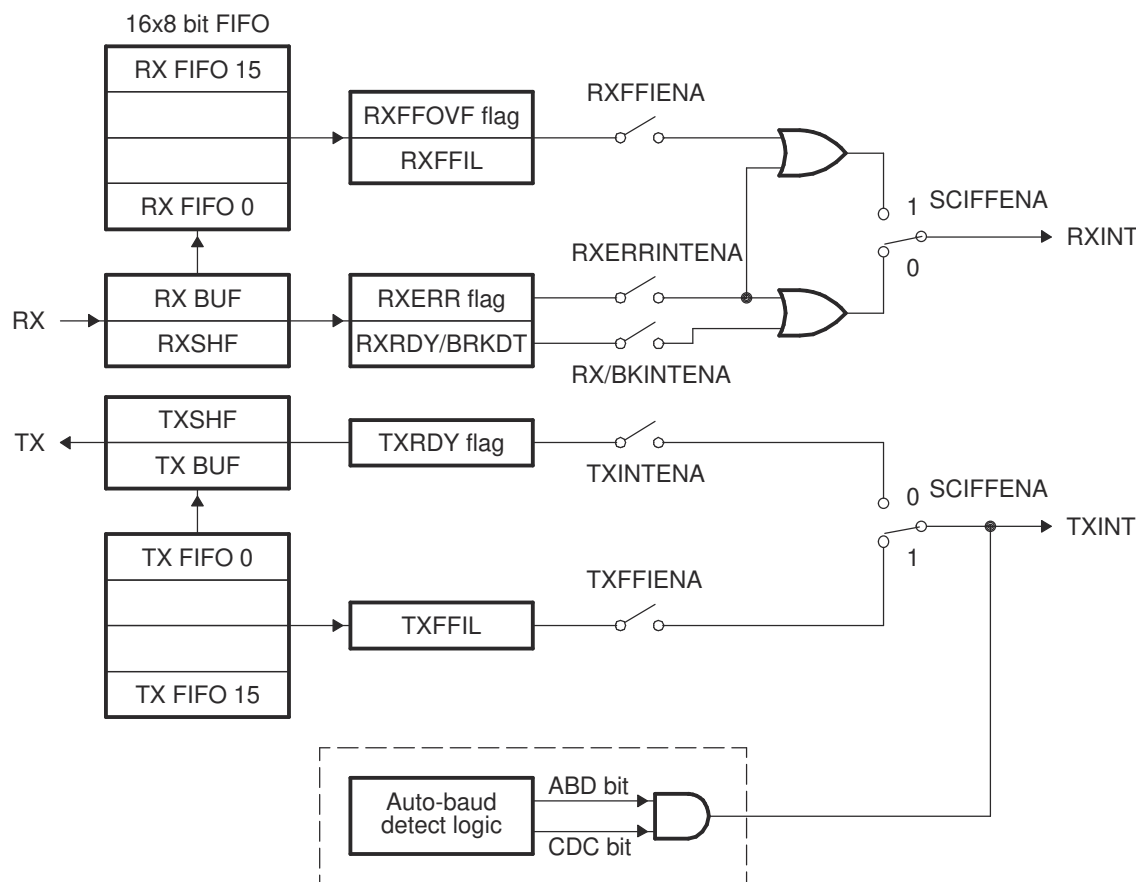 16x8 bit FIFO
RX FIFO 15
RX FIFO 0
RXFFOVF flag
RXFFIL
RXFFIENA
1
SCIFFENA
0
RXINT
RX
RX BUF
RXSHF
RXERR flag
RXRDY/BRKDT
RXERRINTENA
RX/BKINTENA
TX
TXSHF
TX BUF
TXRDY flag
TXINTENA
0
SCIFFENA
1
TXINT
TX FIFO 0
TX FIFO 15
TXFFIL
TXFFIENA
Auto-baud
detect logic
ABD bit
CDC bit